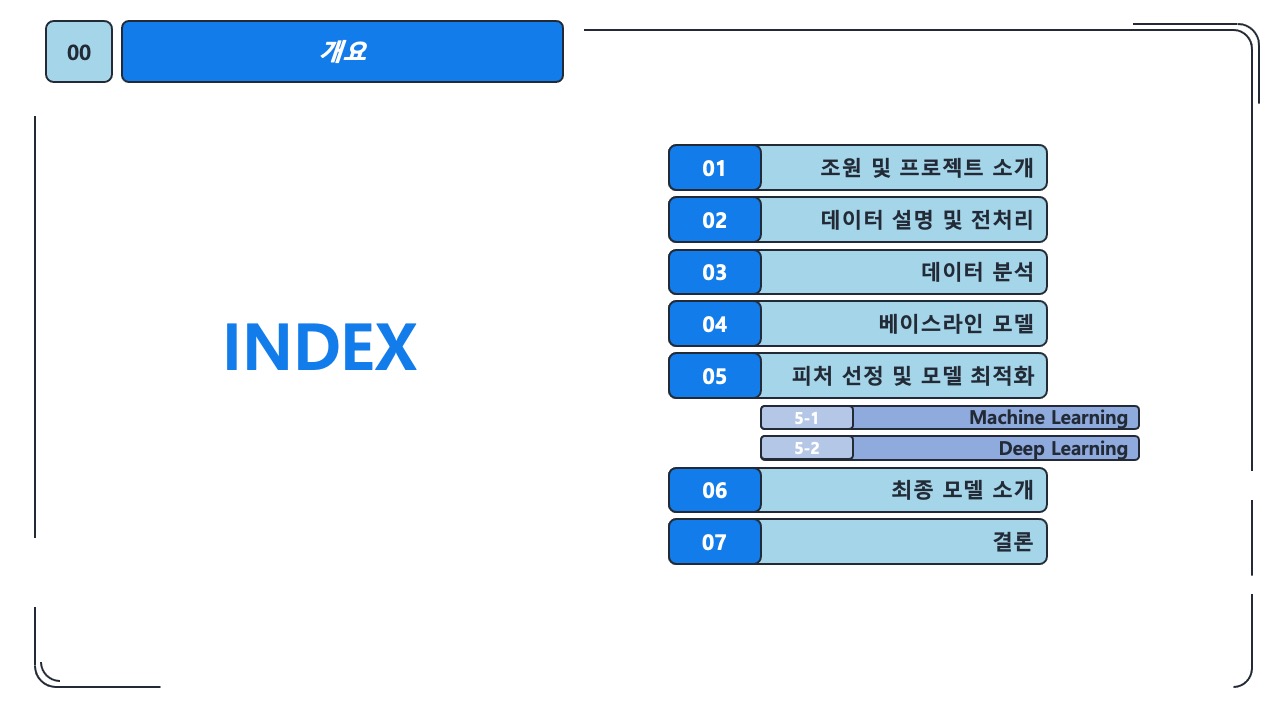 00
개요
INDEX
01 조원 및 프로젝트 소개
02 데이터 설명 및 전처리
03 데이터 분석
04 베이스라인 모델
05 피처 선정 및 모델 최적화
5-1 Machine Learning
5-2 Deep Learning
06 최종 모델 소개
07 결론